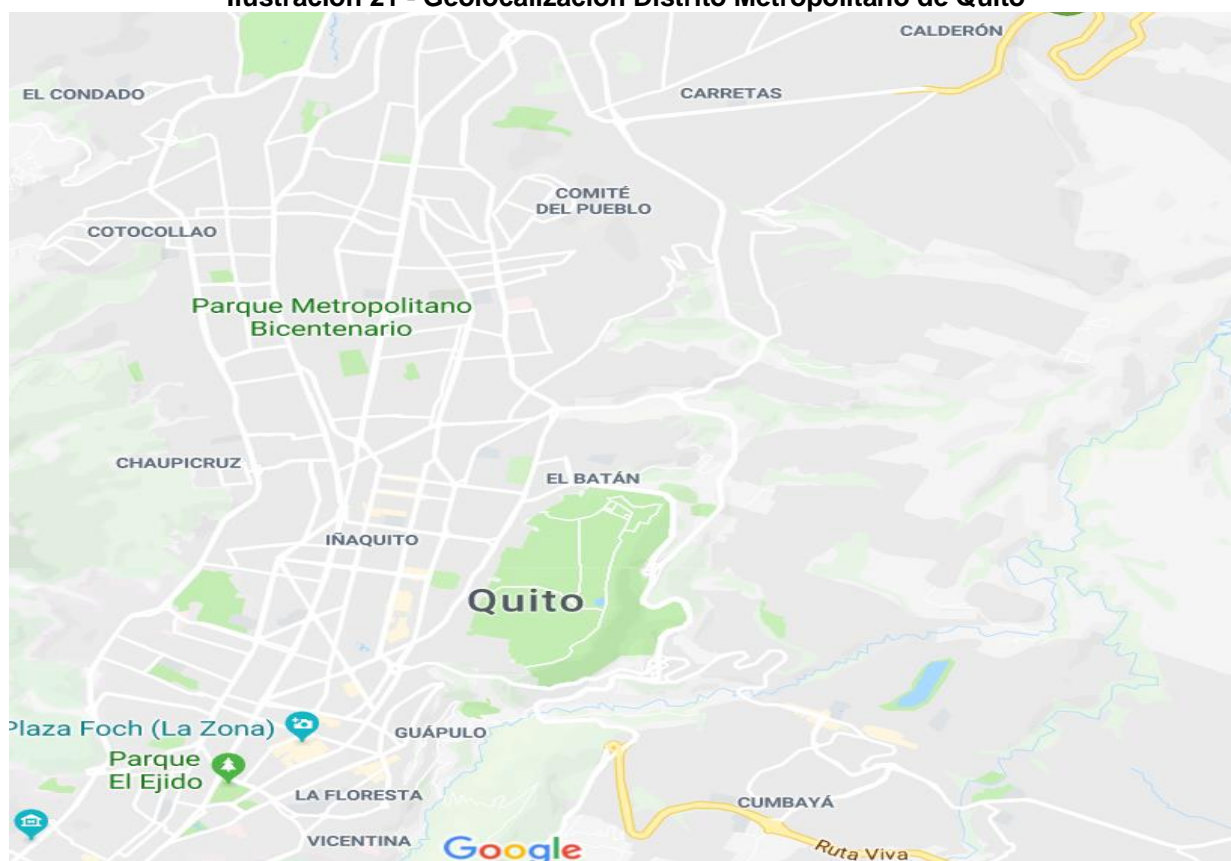 Ilustración 21 - Geolocalización Distrito Metropolitano de Quito
CALDERÓN
EL CONDADO
CARRETAS
COMITÉ
DEL PUEBLO
COTOCOLLAO
Parque Metropolitano
Bicentenario
CHAUPICRUZ
EL BATÁN
IÑAQUITO
Quito
Plaza Foch (La Zona)
GUÁPULO
Parque
El Ejido
LA FLORESTA
CUMBAYÁ
VICENTINA
Google
Ruta Viva